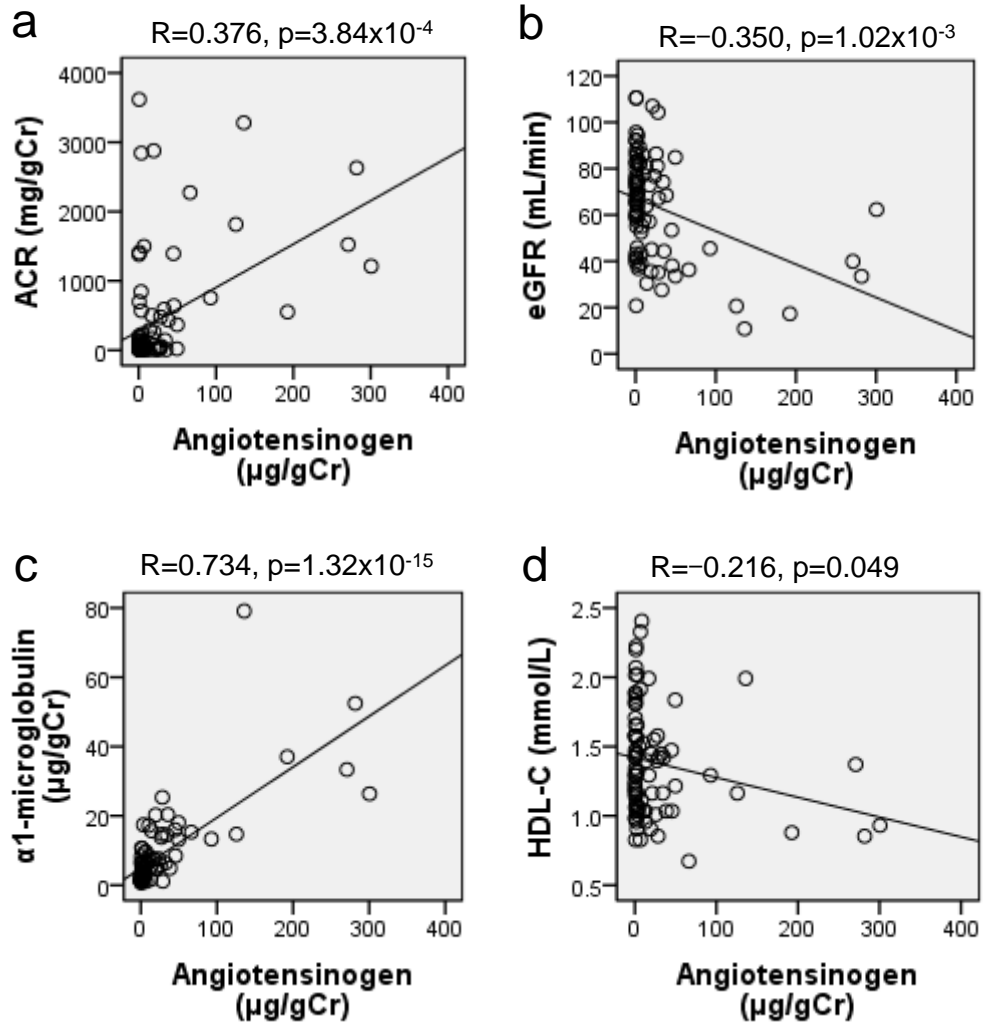 a
R=0.376, p=3.84x10-4
ACR (mg/gCr)
4000
3000
2000
1000
0
0 100 200 300 400
Angiotensinogen
(μg/gCr)
b
R=−0.350, p=1.02x10-3
eGFR (mL/min)
120
100
80
60
40
20
0
0 100 200 300 400
Angiotensinogen
(μg/gCr)
c
R=0.734, p=1.32x10-15
α1-microglobulin
(μg/gCr)
80
60
40
20
0
0 100 200 300 400
Angiotensinogen
(μg/gCr)
d
R=−0.216, p=0.049
HDL-C (mmol/L)
2.5
2.0
1.5
1.0
0.5
0 100 200 300 400
Angiotensinogen
(μg/gCr)